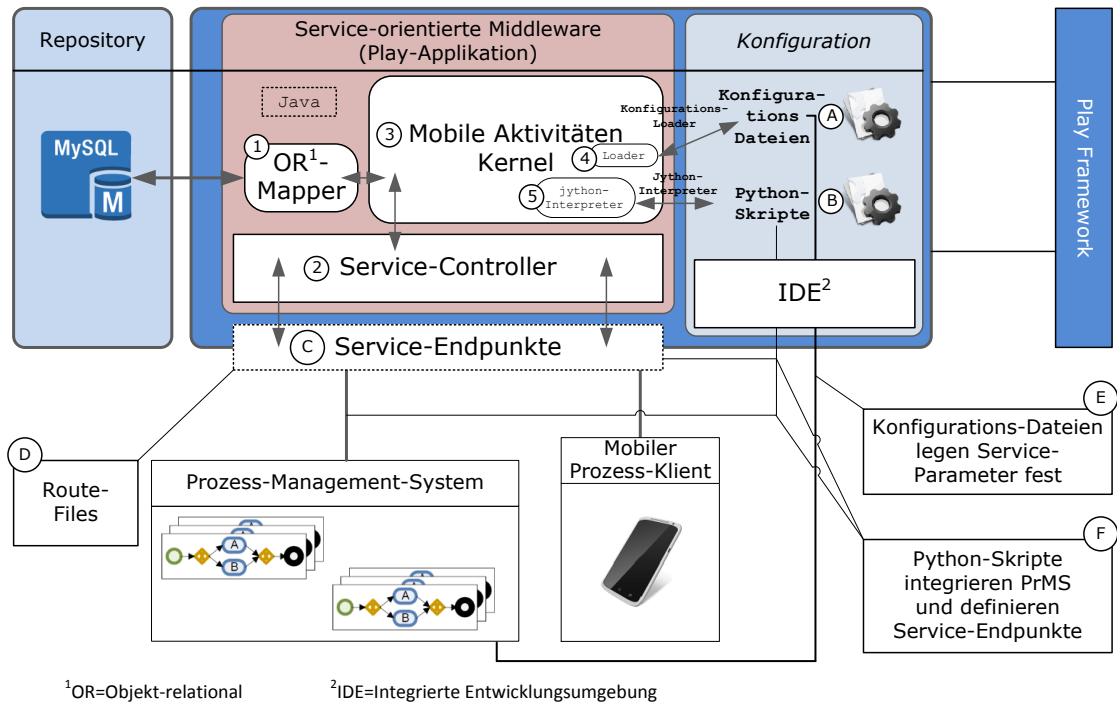 Repository
MySQL
M
Service-orientierte Middleware
(Play-Applikation)
Java
1
OR1-
Mapper
3
Mobile Aktivitäten
Kernel
4
Loader
5
jython-
Interpreter
2
Service-Controller
C
Service-Endpunkte
Konfiguration
Konfigurations-
Loader
Konfigura-
tions
Dateien
A
Jython-
Interpreter
Python-
Skripte
B
IDE2
Play Framework
D
Route-
Files
Prozess-Management-System
A
B
A
B
Mobiler
Prozess-Klient
E
Konfigurations-Dateien
legen Service-
Parameter fest
F
Python-Skripte
integrieren PrMS
und definieren
Service-Endpunkte
1OR=Objekt-relational
2IDE=Integrierte Entwicklungsumgebung